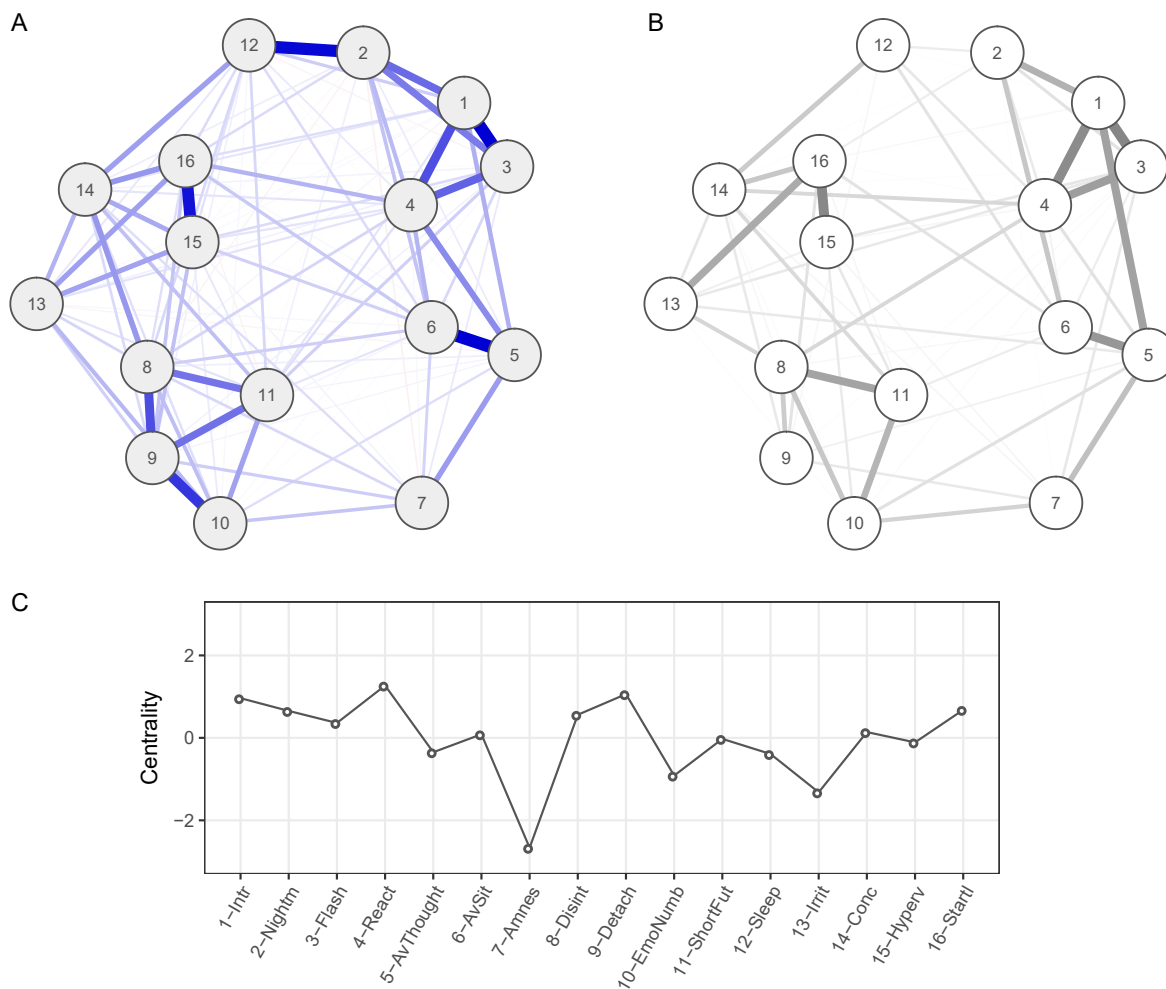 A
B
12
2
1
3
16
14
4
15
13
6
5
8
11
9
7
10
12
2
1
3
16
14
4
15
13
6
5
8
11
9
7
10
C
Centrality
2
0
−2
1−Intr
2−Nightm
3−Flash
4−React
5−AvThought
6−AvSit
7−Amnes
8−Disint
9−Detach
10−EmoNumb
11−ShortFut
12−Sleep
13−Irrit
14−Conc
15−Hyperv
16−Startl